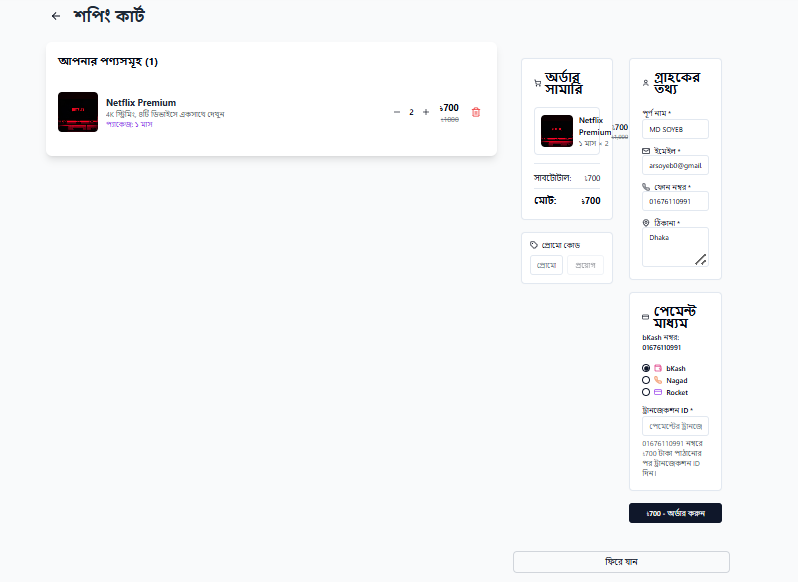 শপিং কার্ট
আপনার পণ্যসমূহ (1)
Netflix Premium
4K স্ট্রিমিং, ৪টি ডিভাইসে একসাথে দেখুন
প্যাকেজ: ১ মাস
2
৳700
৳1000
অর্ডার
সামারি
Netflix
Premium
১ মাস × 2
৳700
৳1,000
সাবটোটাল: ৳700
মোট: ৳700
প্রোমো কোড
প্রোমো
প্রয়োগ
গ্রাহকের
তথ্য
পূর্ণ নাম *
MD SOYEB
ইমেইল *
arsoyeb0@gmail
ফোন নম্বর *
01676110991
ঠিকানা *
Dhaka
পেমেন্ট
মাধ্যম
bKash নম্বর:
01676110991
bKash
Nagad
Rocket
ট্রানজেকশন ID *
পেমেন্টের ট্রানজে
01676110991 নম্বরে
৳700 টাকা পাঠানোর
পর ট্রানজেকশন ID
দিন।
৳700 - অর্ডার করুন
ফিরে যান